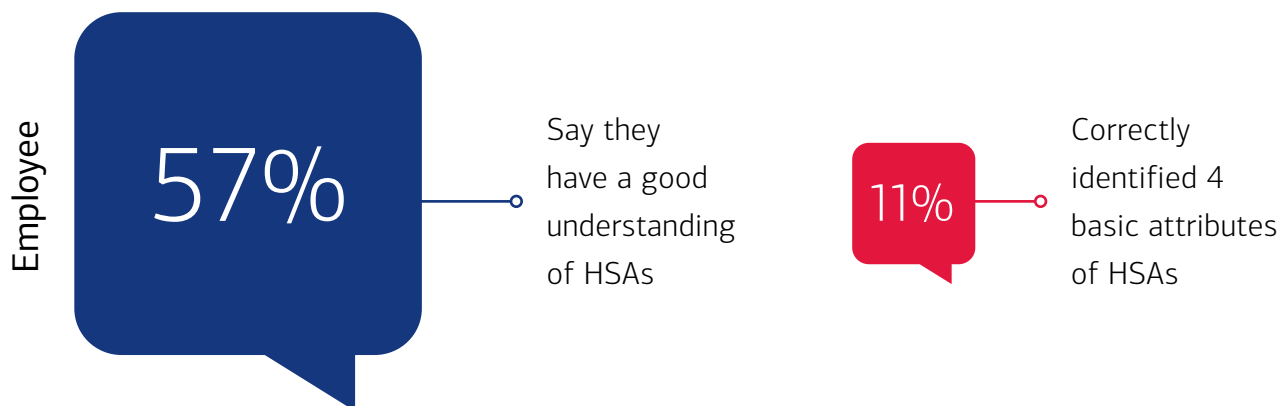 Employee
57%
Say they
have a good
understanding
of HSAs
11%
Correctly
identified 4
basic attributes
of HSAs